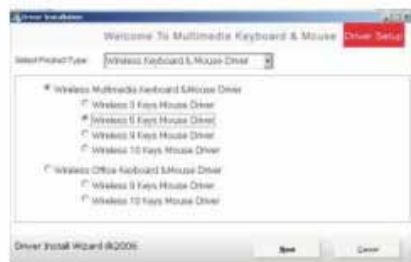 Driver Installation
Welcome To Multimedia Keyboard & Mouse
Driver Setup
Select Product Type:
Wireless Keyboard & Mouse Driver
Wireless Multimedia Keyboard &Mouse Driver
Wireless 3 Keys Mouse Driver
Wireless 5 Keys Mouse Driver
Wireless 9 Keys Mouse Driver
Wireless 10 Keys Mouse Driver
Wireless Office Keyboard &Mouse Driver
Wireless 9 Keys Mouse Driver
Wireless 10 Keys Mouse Driver
Driver Install Wizard @2006
Next
Cancel